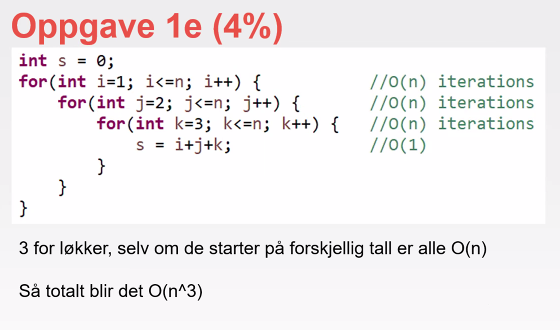 Oppgave 1e (4%)
int s = 0;
for(int i=1; i<=n; i++) { //O(n) iterations
for(int j=2; j<=n; j++) { //O(n) iterations
for(int k=3; k<=n; k++) { //O(n) iterations
s = i+j+k; //O(1)
}
}
}
3 for løkker, selv om de starter på forskjellig tall er alle O(n)
Så totalt blir det O(n^3)